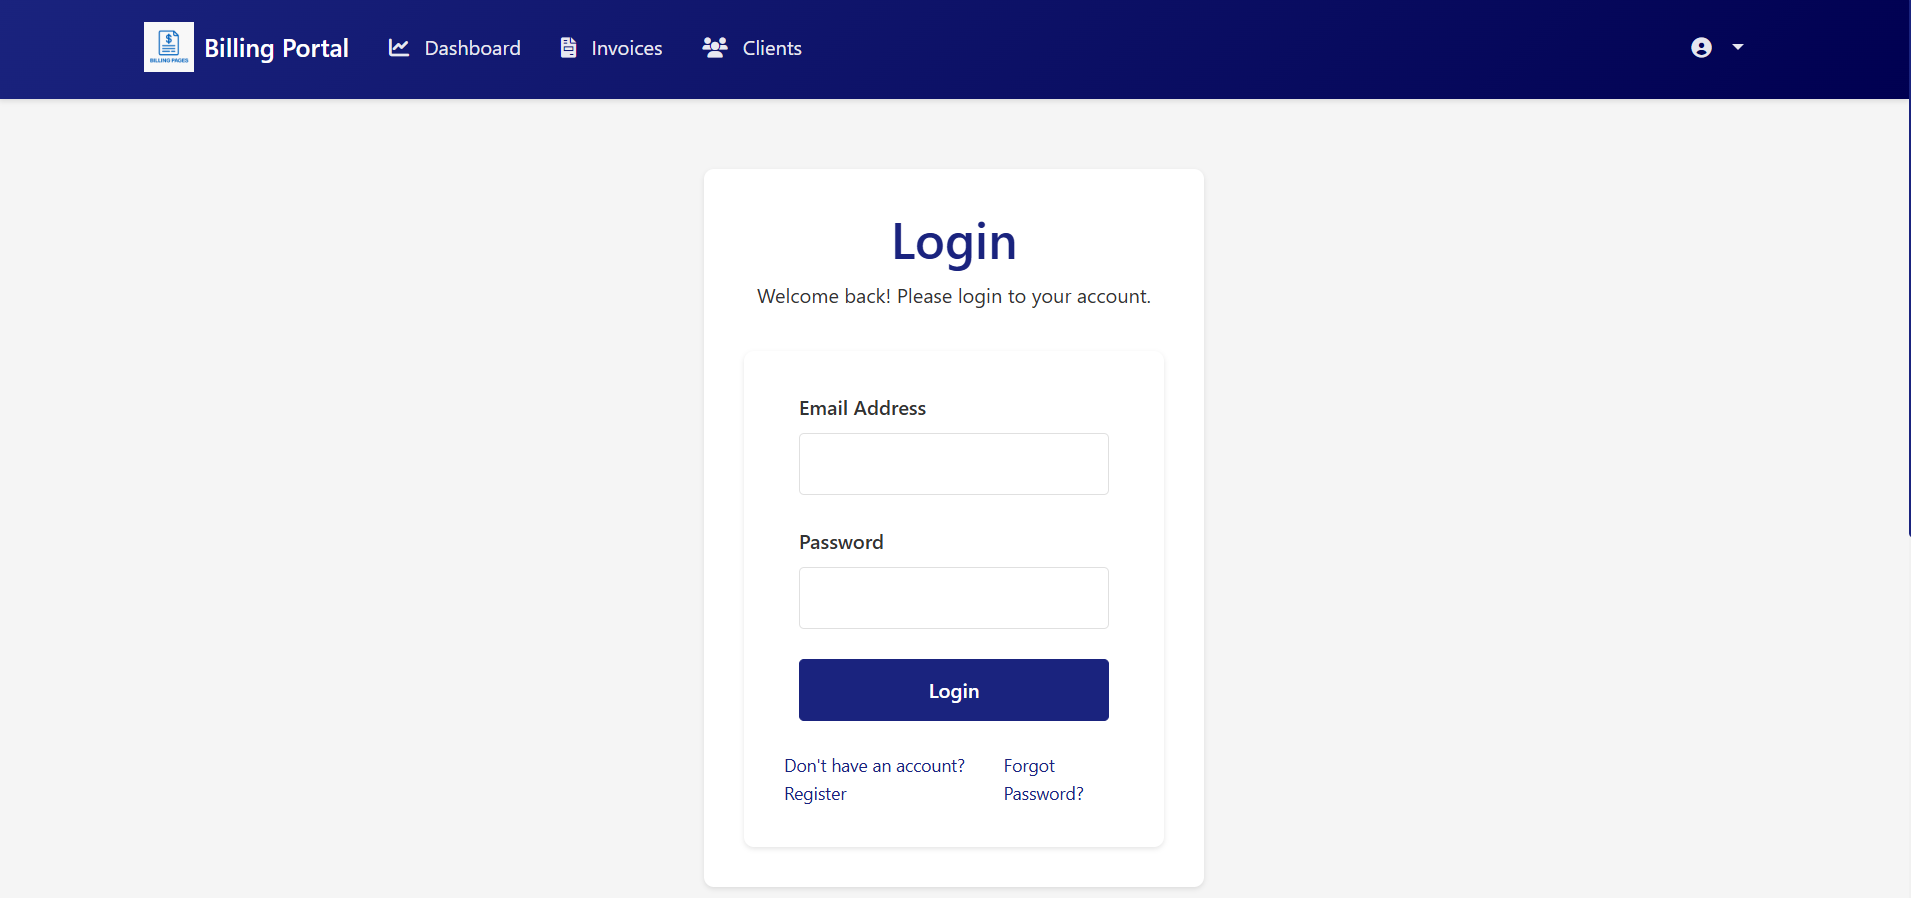 BILLING PAGES
Billing Portal
Dashboard
Invoices
Clients
Login
Welcome back! Please login to your account.
Email Address
Password
Login
Don't have an account?
Register
Forgot
Password?